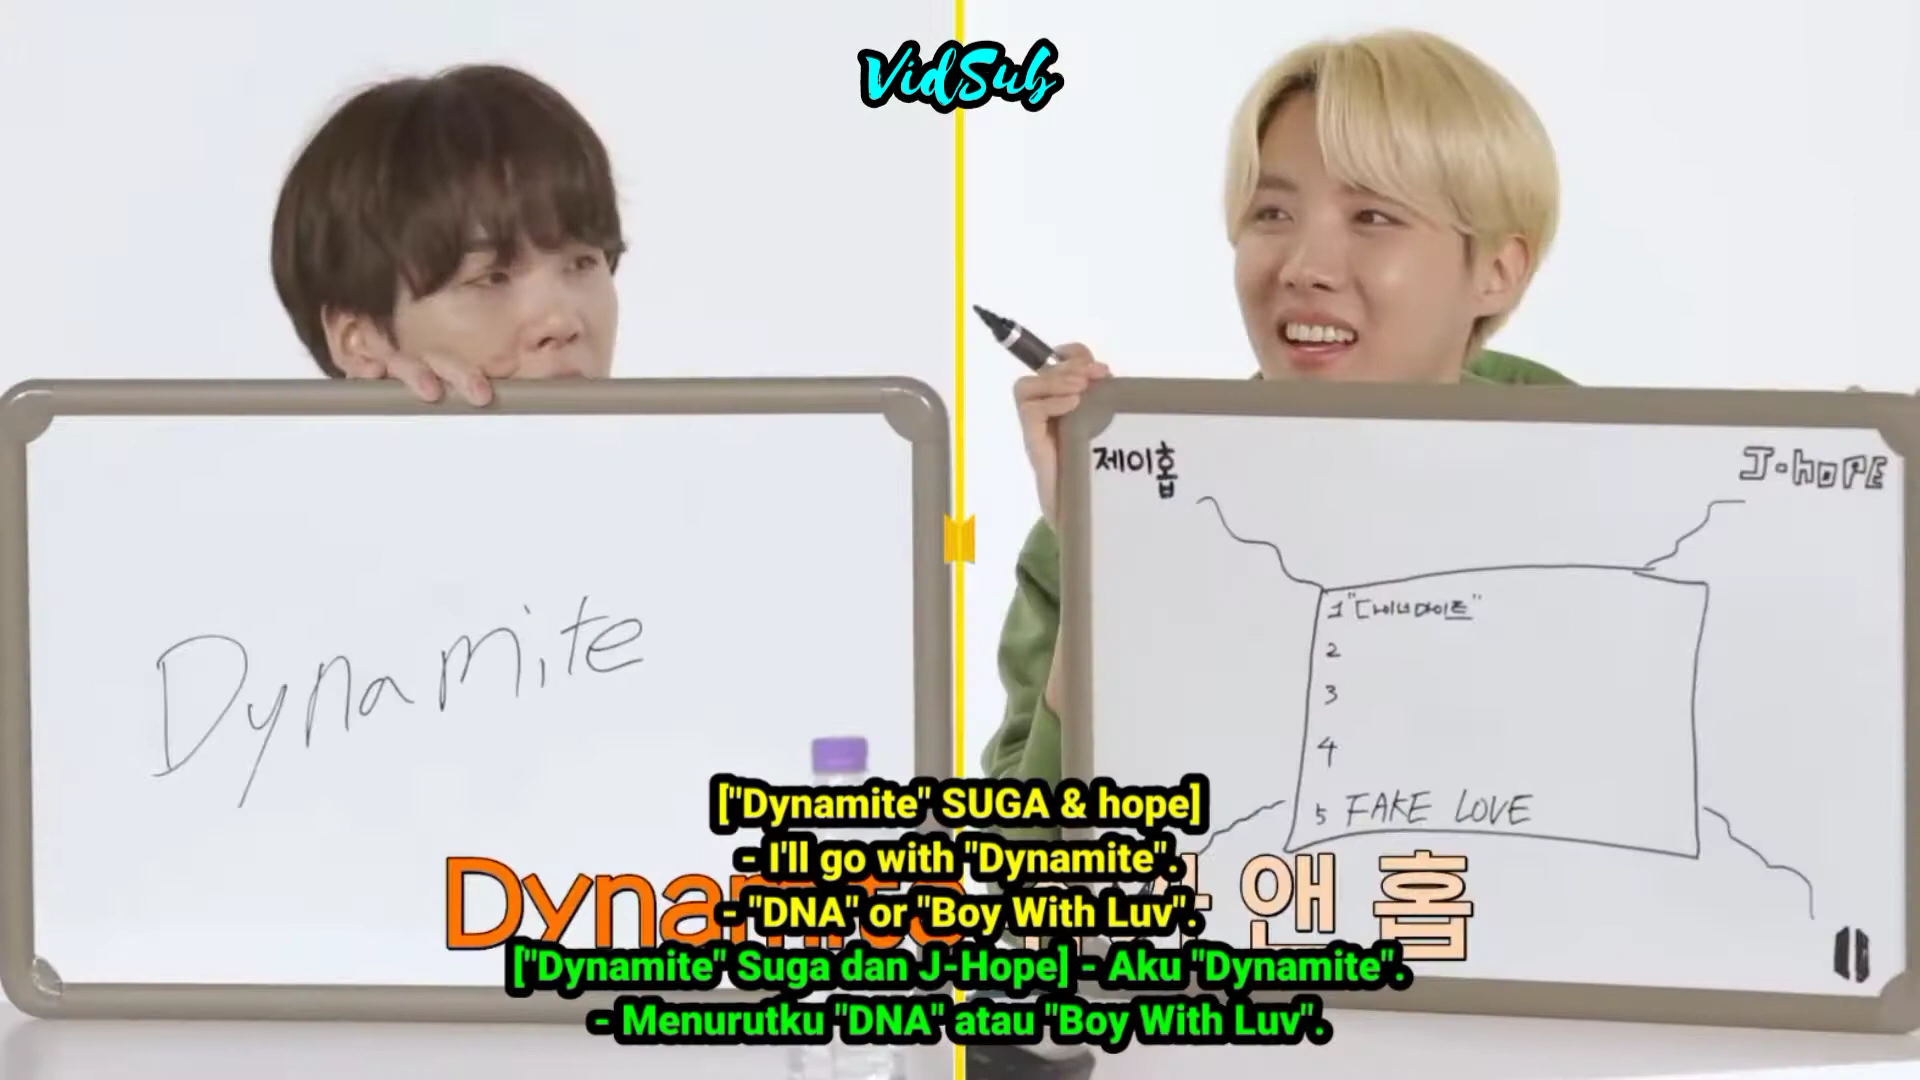 VidSub
제이홉
J-hOPE
1 "다이너마이트"
2
3
4
5 FAKE LOVE
Dynamite
["Dynamite" SUGA & hope]
- I'll go with "Dynamite".
- "DNA" or "Boy With Luv".
앤 홉
["Dynamite" Suga dan J-Hope] - Aku "Dynamite".
- Menurutku "DNA" atau "Boy With Luv".